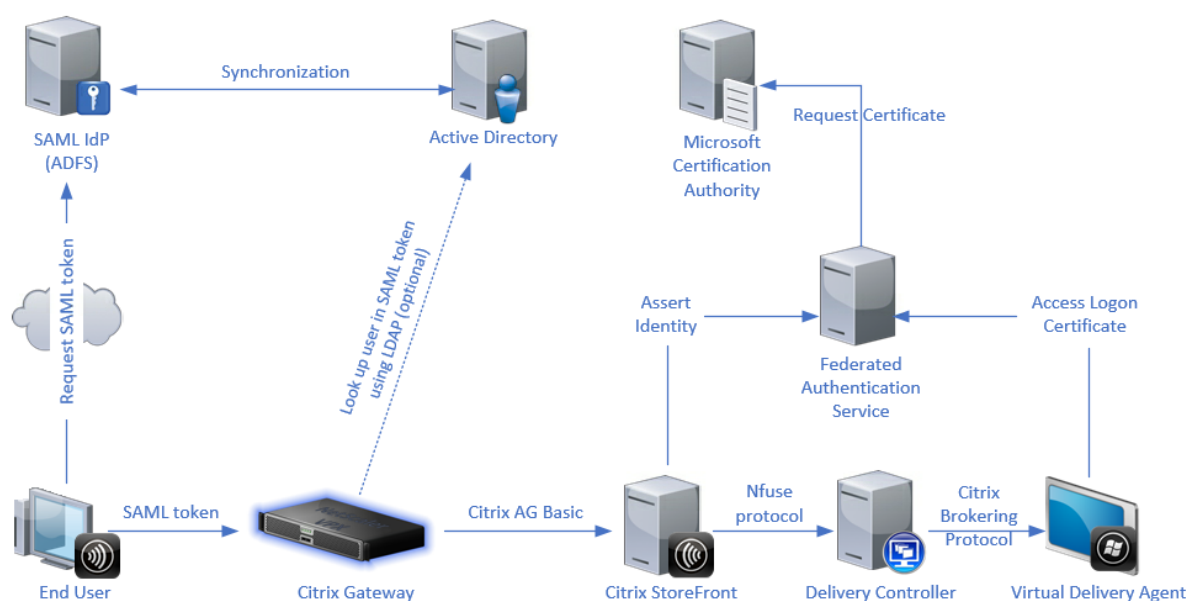 Synchronization
SAML IdP
(ADFS)
Active Directory
Request Certificate
Microsoft
Certification
Authority
Request SAML token
Look up user in SAML token
using LDAP (optional)
Assert
Identity
Access Logon
Certificate
Federated
Authentication
Service
SAML token
Citrix AG Basic
Nfuse
protocol
Citrix
Brokering
Protocol
End User
Citrix Gateway
Citrix StoreFront
Delivery Controller
Virtual Delivery Agent